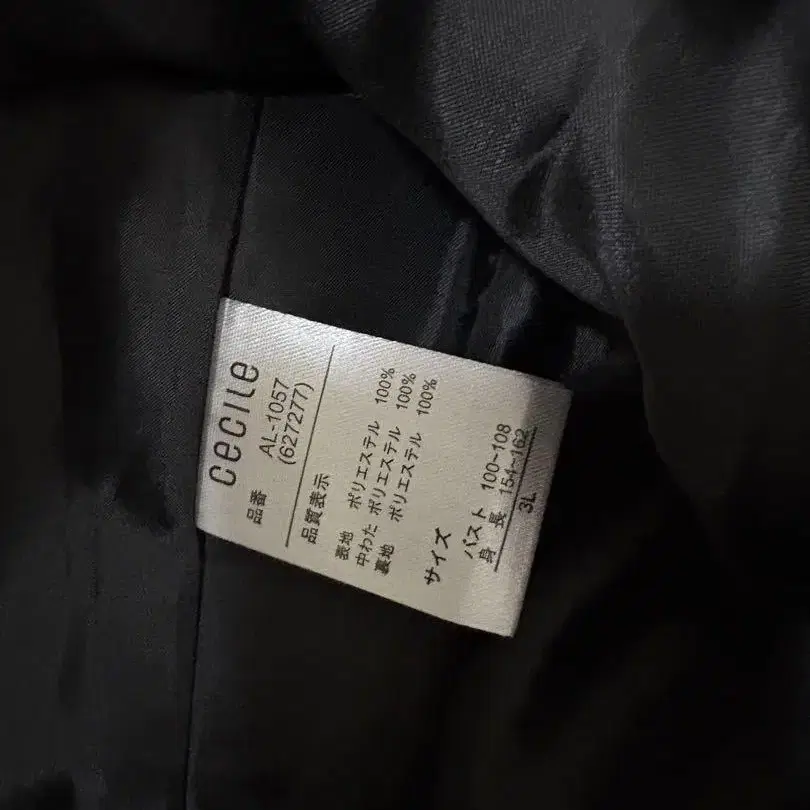 cecile
品番 AL-1057
(627277)
品質表示
表地 ポリエステル 100%
中わた ポリエステル 100%
裏地 ポリエステル 100%
サイズ
バスト 100-108
身長 154-162
3L